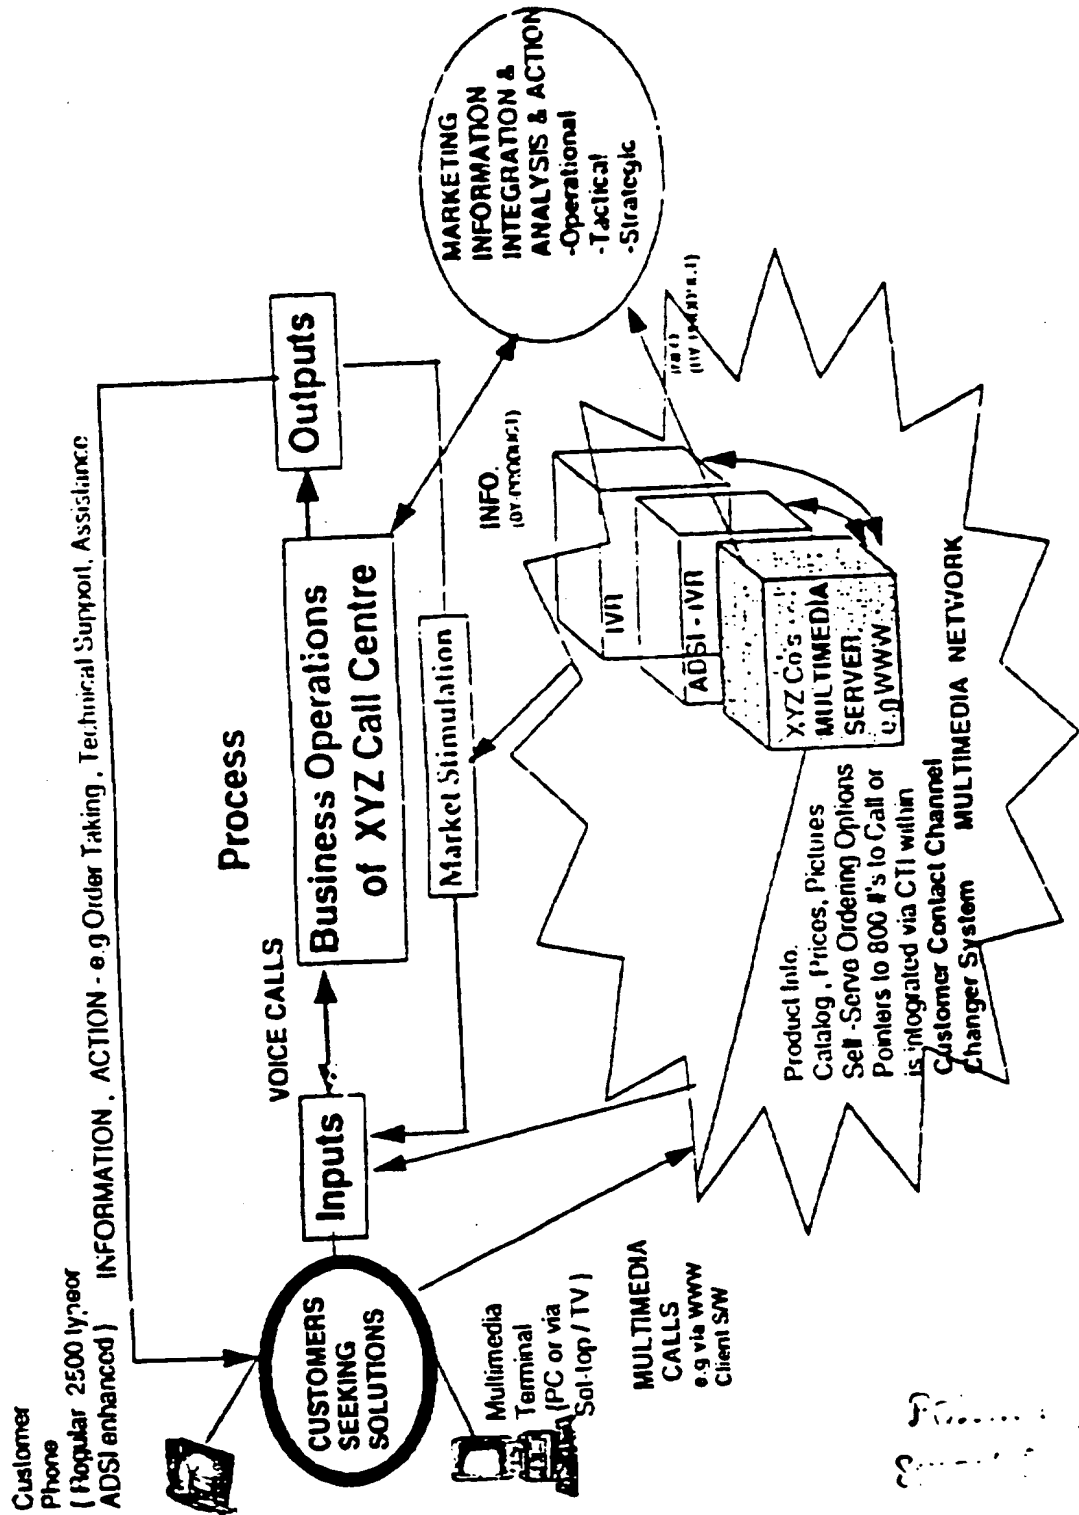 Customer
Phone
( Regular 2500 type or
ADSI enhanced )
INFORMATION , ACTION - e.g Order Taking , Technical Support, Assistance
Process
VOICE CALLS
CUSTOMERS
SEEKING
SOLUTIONS
Inputs
Business Operations
of XYZ Call Centre
Outputs
Market Stimulation
MARKETING
INFORMATION
INTEGRATION &
ANALYSIS & ACTION
-Operational
-Tactical
-Strategic
INFO.
(BY-PRODUCT)
(BY-PRODUCT)
Multimedia
Terminal
(PC or via
Set-top / TV )
MULTIMEDIA
CALLS
e.g via WWW
Client S/W
IVR
ADSI - IVR
XYZ Co's
MULTIMEDIA
SERVER
e.g WWW
Product Info.
Catalog , Prices, Pictures
Self -Serve Ordering Options
Pointers to 800 #'s to Call or
is integrated via CTI within
Customer Contact Channel
Changer System
MULTIMEDIA NETWORK